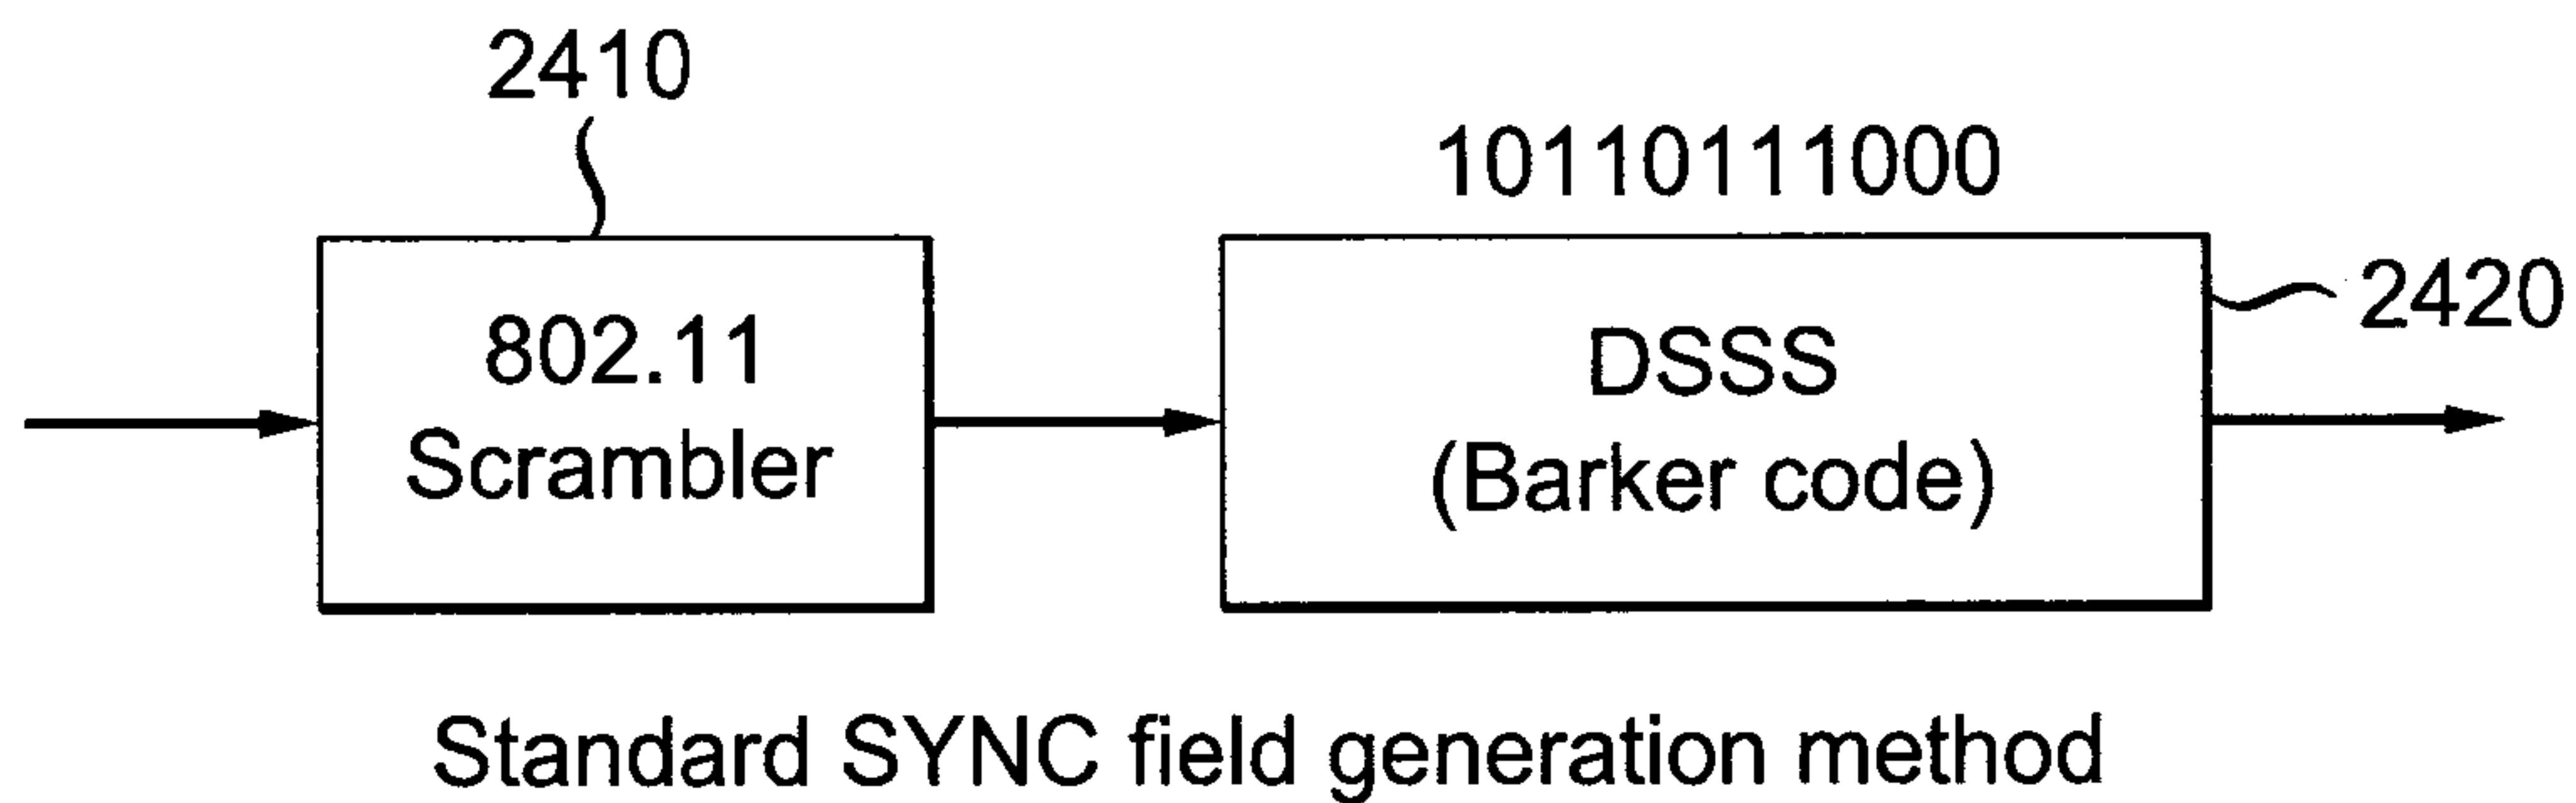 2410
10110111000
802.11
Scrambler
DSSS
(Barker code)
2420
Standard SYNC field generation method